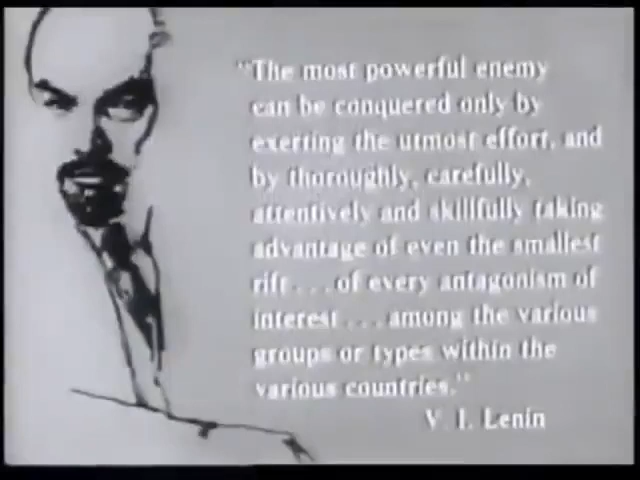 "The most powerful enemy
can be conquered only by
exerting the utmost effort, and
by thoroughly, carefully,
attentively and skillfully taking
advantage of even the smallest
rift . . . of every antagonism of
interest . . . among the various
groups or types within the
various countries."
V. I. Lenin